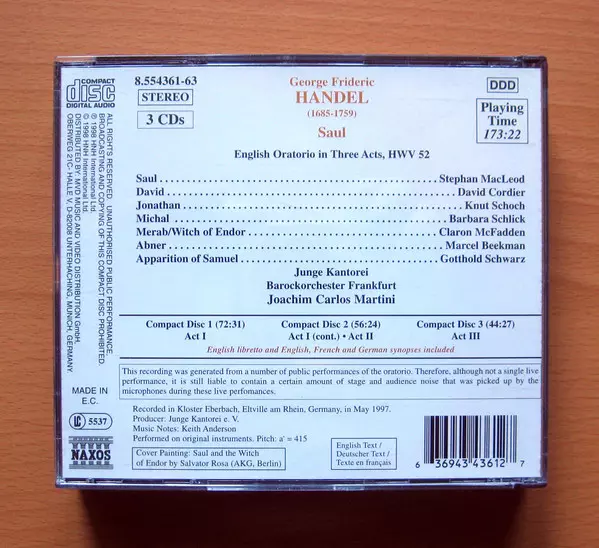 COMPACT
disc
DIGITAL AUDIO
8.554361-63
STEREO
3 CDs
George Frideric
HANDEL
(1685-1759)
Saul
DDD
Playing
Time
173:22
English Oratorio in Three Acts, HWV 52
Saul ........ Stephan MacLeod
David ........ David Cordier
Jonathan ........ Knut Schoch
Michal ........ Barbara Schlick
Merab/Witch of Endor ........ Claron McFadden
Abner ........ Marcel Beekman
Apparition of Samuel ........ Gotthold Schwarz
Junge Kantorei
Barockorchester Frankfurt
Joachim Carlos Martini
Compact Disc 1 (72:31)
Act I
Compact Disc 2 (56:24)
Act I (cont.) • Act II
Compact Disc 3 (44:27)
Act III
English libretto and English, French and German synopses included
This recording was generated from a number of public performances of the oratorio. Therefore, although not a single live
performance, it is still liable to contain a certain amount of stage and audience noise that was picked up by the
microphones during these live perfomances.
Recorded in Kloster Eberbach, Eltville am Rhein, Germany, in May 1997.
Producer: Junge Kantorei e. V.
Music Notes: Keith Anderson
Performed on original instruments. Pitch: a' = 415
Cover Painting: Saul and the Witch
of Endor by Salvator Rosa (AKG, Berlin)
English Text /
Deutscher Text /
Texte en français
6 36943 43612 7
ALL RIGHTS RESERVED. UNAUTHORISED PUBLIC PERFORMANCE,
BROADCASTING AND COPYING OF THIS COMPACT DISC PROHIBITED.
℗ 1998 HNH International Ltd.
© 1998 HNH International Ltd.
DISTRIBUTED BY: MVD MUSIC AND VIDEO DISTRIBUTION GmbH,
OBERWEG 21C- HALLE V, D-82008 UNTERHACHING, MUNICH, GERMANY.
MADE IN
E.C.
LC 5537
NAXOS